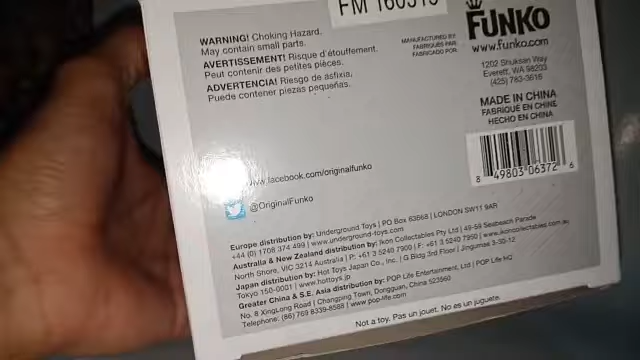 FM 160513
WARNING! Choking Hazard.
May contain small parts.
AVERTISSEMENT! Risque d'étouffement.
Peut contenir des petites pièces.
ADVERTENCIA! Riesgo de asfixia.
Puede contener piezas pequeñas.
MANUFACTURED BY:
FABRIQUÉS PAR:
FABRICADO POR:
FUNKO
www.funko.com
1202 Shuksan Way
Everett, WA 98203
(425) 783-3616
MADE IN CHINA
FABRIQUÉ EN CHINE
HECHO EN CHINA
8 49803 06372 6
www.facebook.com/originalfunko
@OriginalFunko
Europe distribution by: Underground Toys | PO Box 63668 | LONDON SW11 9AR
+44 (0) 1708 374 499 | www.underground-toys.com
Australia & New Zealand distribution by: Ikon Collectables Pty Ltd | 49-59 Seabeach Parade
North Shore, VIC 3214 Australia | P: +61 3 5240 7900 | F: +61 3 5240 7950 | www.ikoncollectables.com.au
Japan distribution by: Hot Toys Japan Co., Inc. | G Bldg 3rd Floor | Jingumae 5-30-12
Tokyo 150-0001 | www.hottoys.jp
Greater China & S.E. Asia distribution by: POP Life Entertainment, Ltd | POP Life HQ
No. 8 XingLong Road | Changping Town, Dongguan, China 523960
Telephone: (86) 769 8339-8588 | www.pop-life.com
Not a toy. Pas un jouet. No es un juguete.